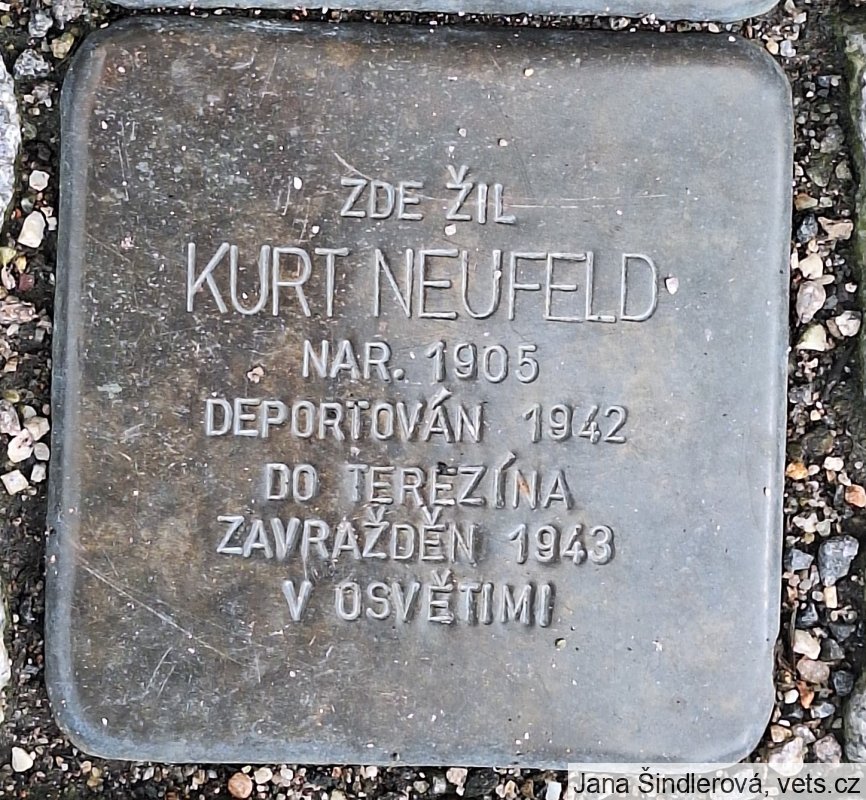 ZDE ŽIL
KURT NEUFELD
NAR. 1905
DEPORTOVÁN 1942
DO TEREZÍNA
ZAVRAŽDĚN 1943
V OSVĚTIMI
Jana Šindlerová, vets.cz